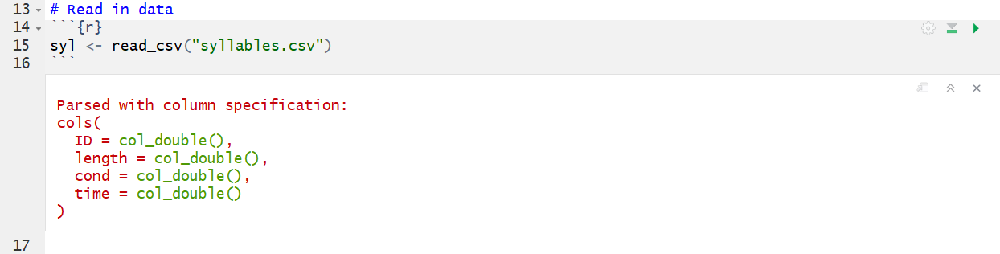 13 # Read in data
14 ```{r}
15 syl <- read_csv("syllables.csv")
16 ```
Parsed with column specification:
cols(
  ID = col_double(),
  length = col_double(),
  cond = col_double(),
  time = col_double()
)
17